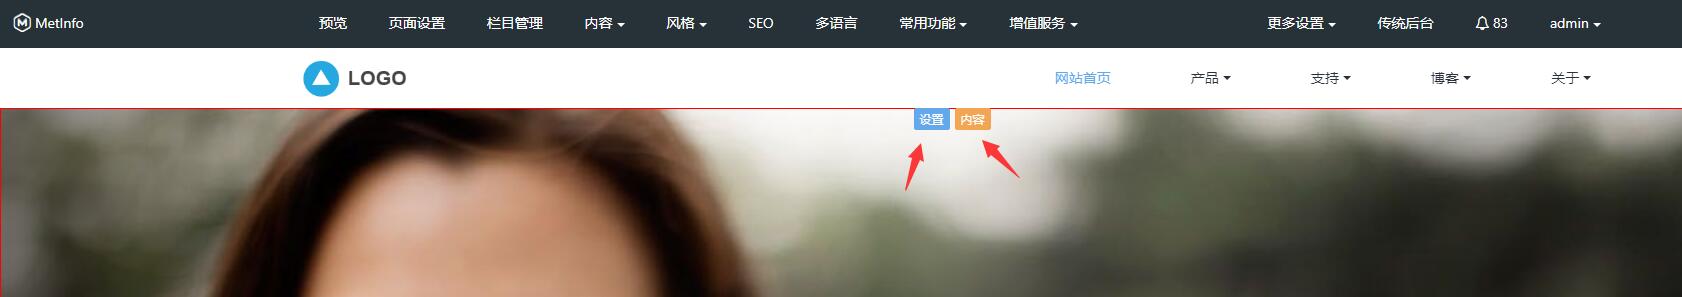 MetInfo 预览 页面设置 栏目管理 内容 风格 SEO 多语言 常用功能 增值服务 更多设置 传统后台 83 admin
LOGO 网站首页 产品 支持 博客 关于
设置 内容